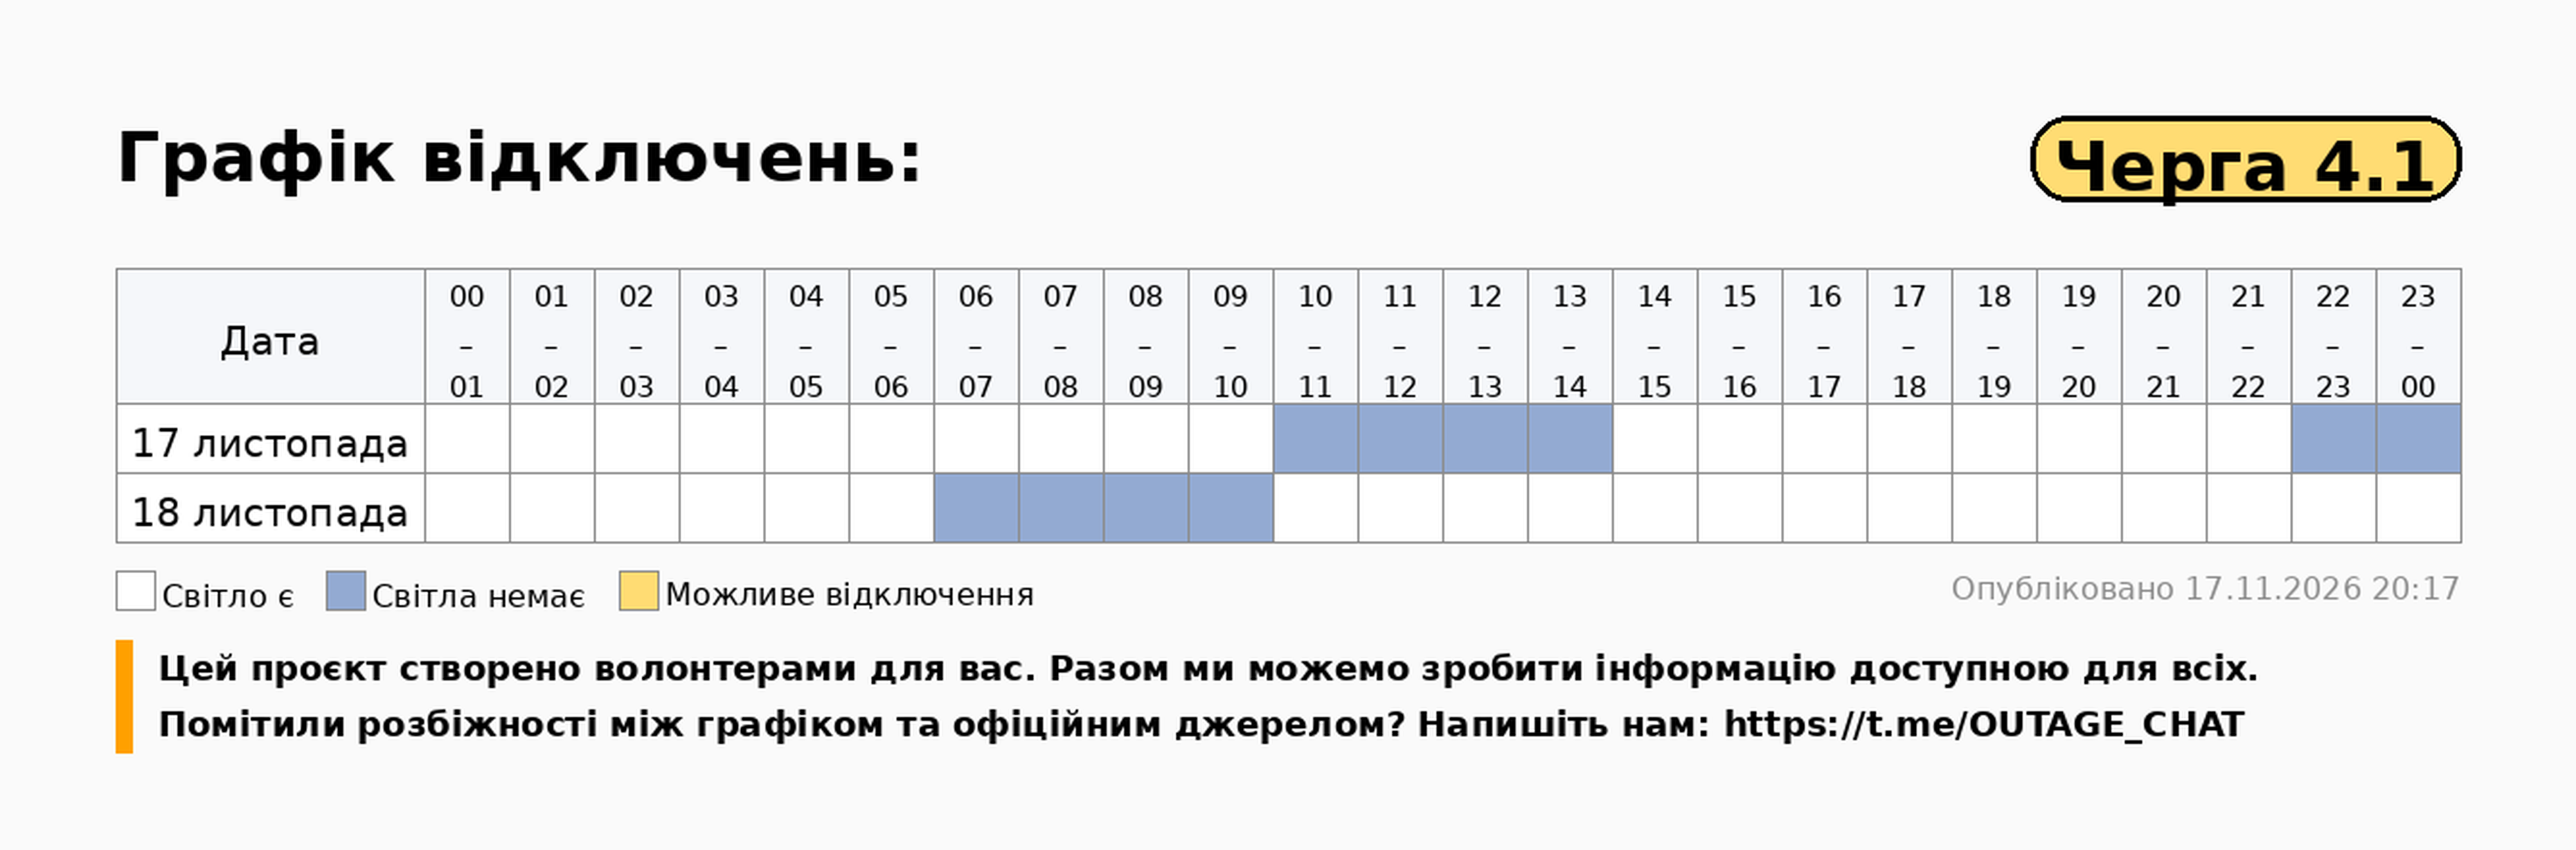 Графік відключень:
Черга 4.1
Дата
00 – 01
01 – 02
02 – 03
03 – 04
04 – 05
05 – 06
06 – 07
07 – 08
08 – 09
09 – 10
10 – 11
11 – 12
12 – 13
13 – 14
14 – 15
15 – 16
16 – 17
17 – 18
18 – 19
19 – 20
20 – 21
21 – 22
22 – 23
23 – 00
17 листопада
18 листопада
Світло є
Світла немає
Можливе відключення
Опубліковано 17.11.2026 20:17
Цей проєкт створено волонтерами для вас. Разом ми можемо зробити інформацію доступною для всіх.
Помітили розбіжності між графіком та офіційним джерелом? Напишіть нам: https://t.me/OUTAGE_CHAT